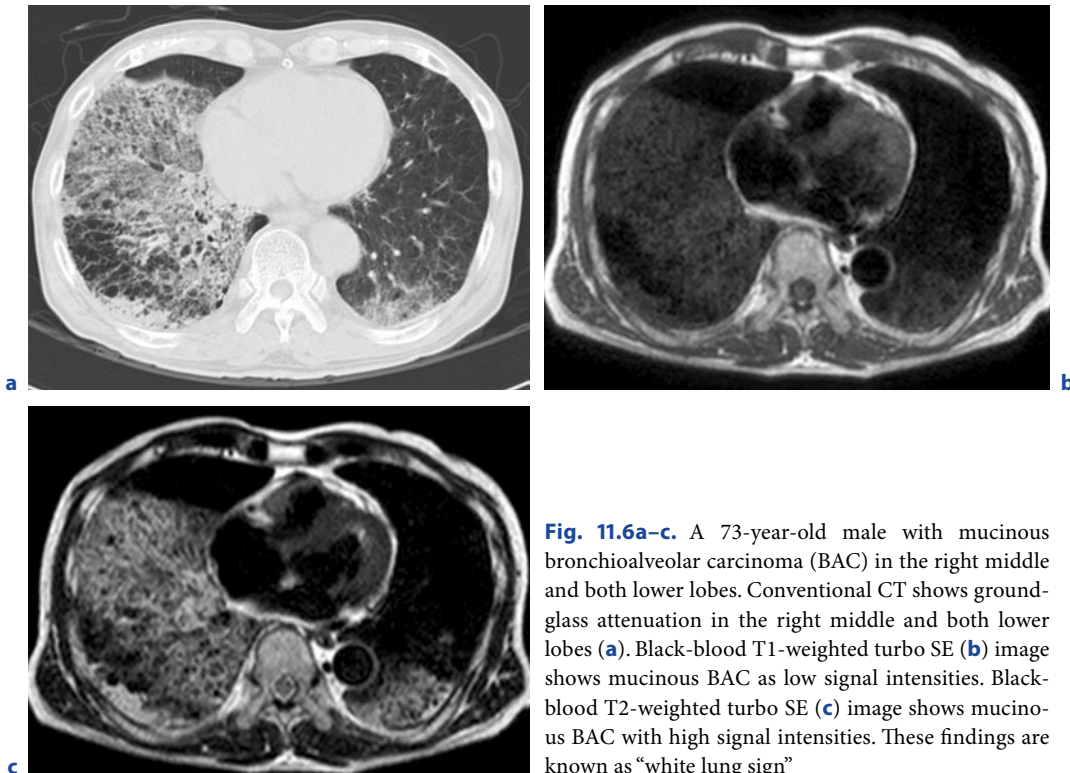 a
b
c
Fig. 11.6a–c. A 73-year-old male with mucinous
bronchioalveolar carcinoma (BAC) in the right middle
and both lower lobes. Conventional CT shows ground-
glass attenuation in the right middle and both lower
lobes (a). Black-blood T1-weighted turbo SE (b) image
shows mucinous BAC as low signal intensities. Black-
blood T2-weighted turbo SE (c) image shows mucino-
us BAC with high signal intensities. These findings are
known as “white lung sign”